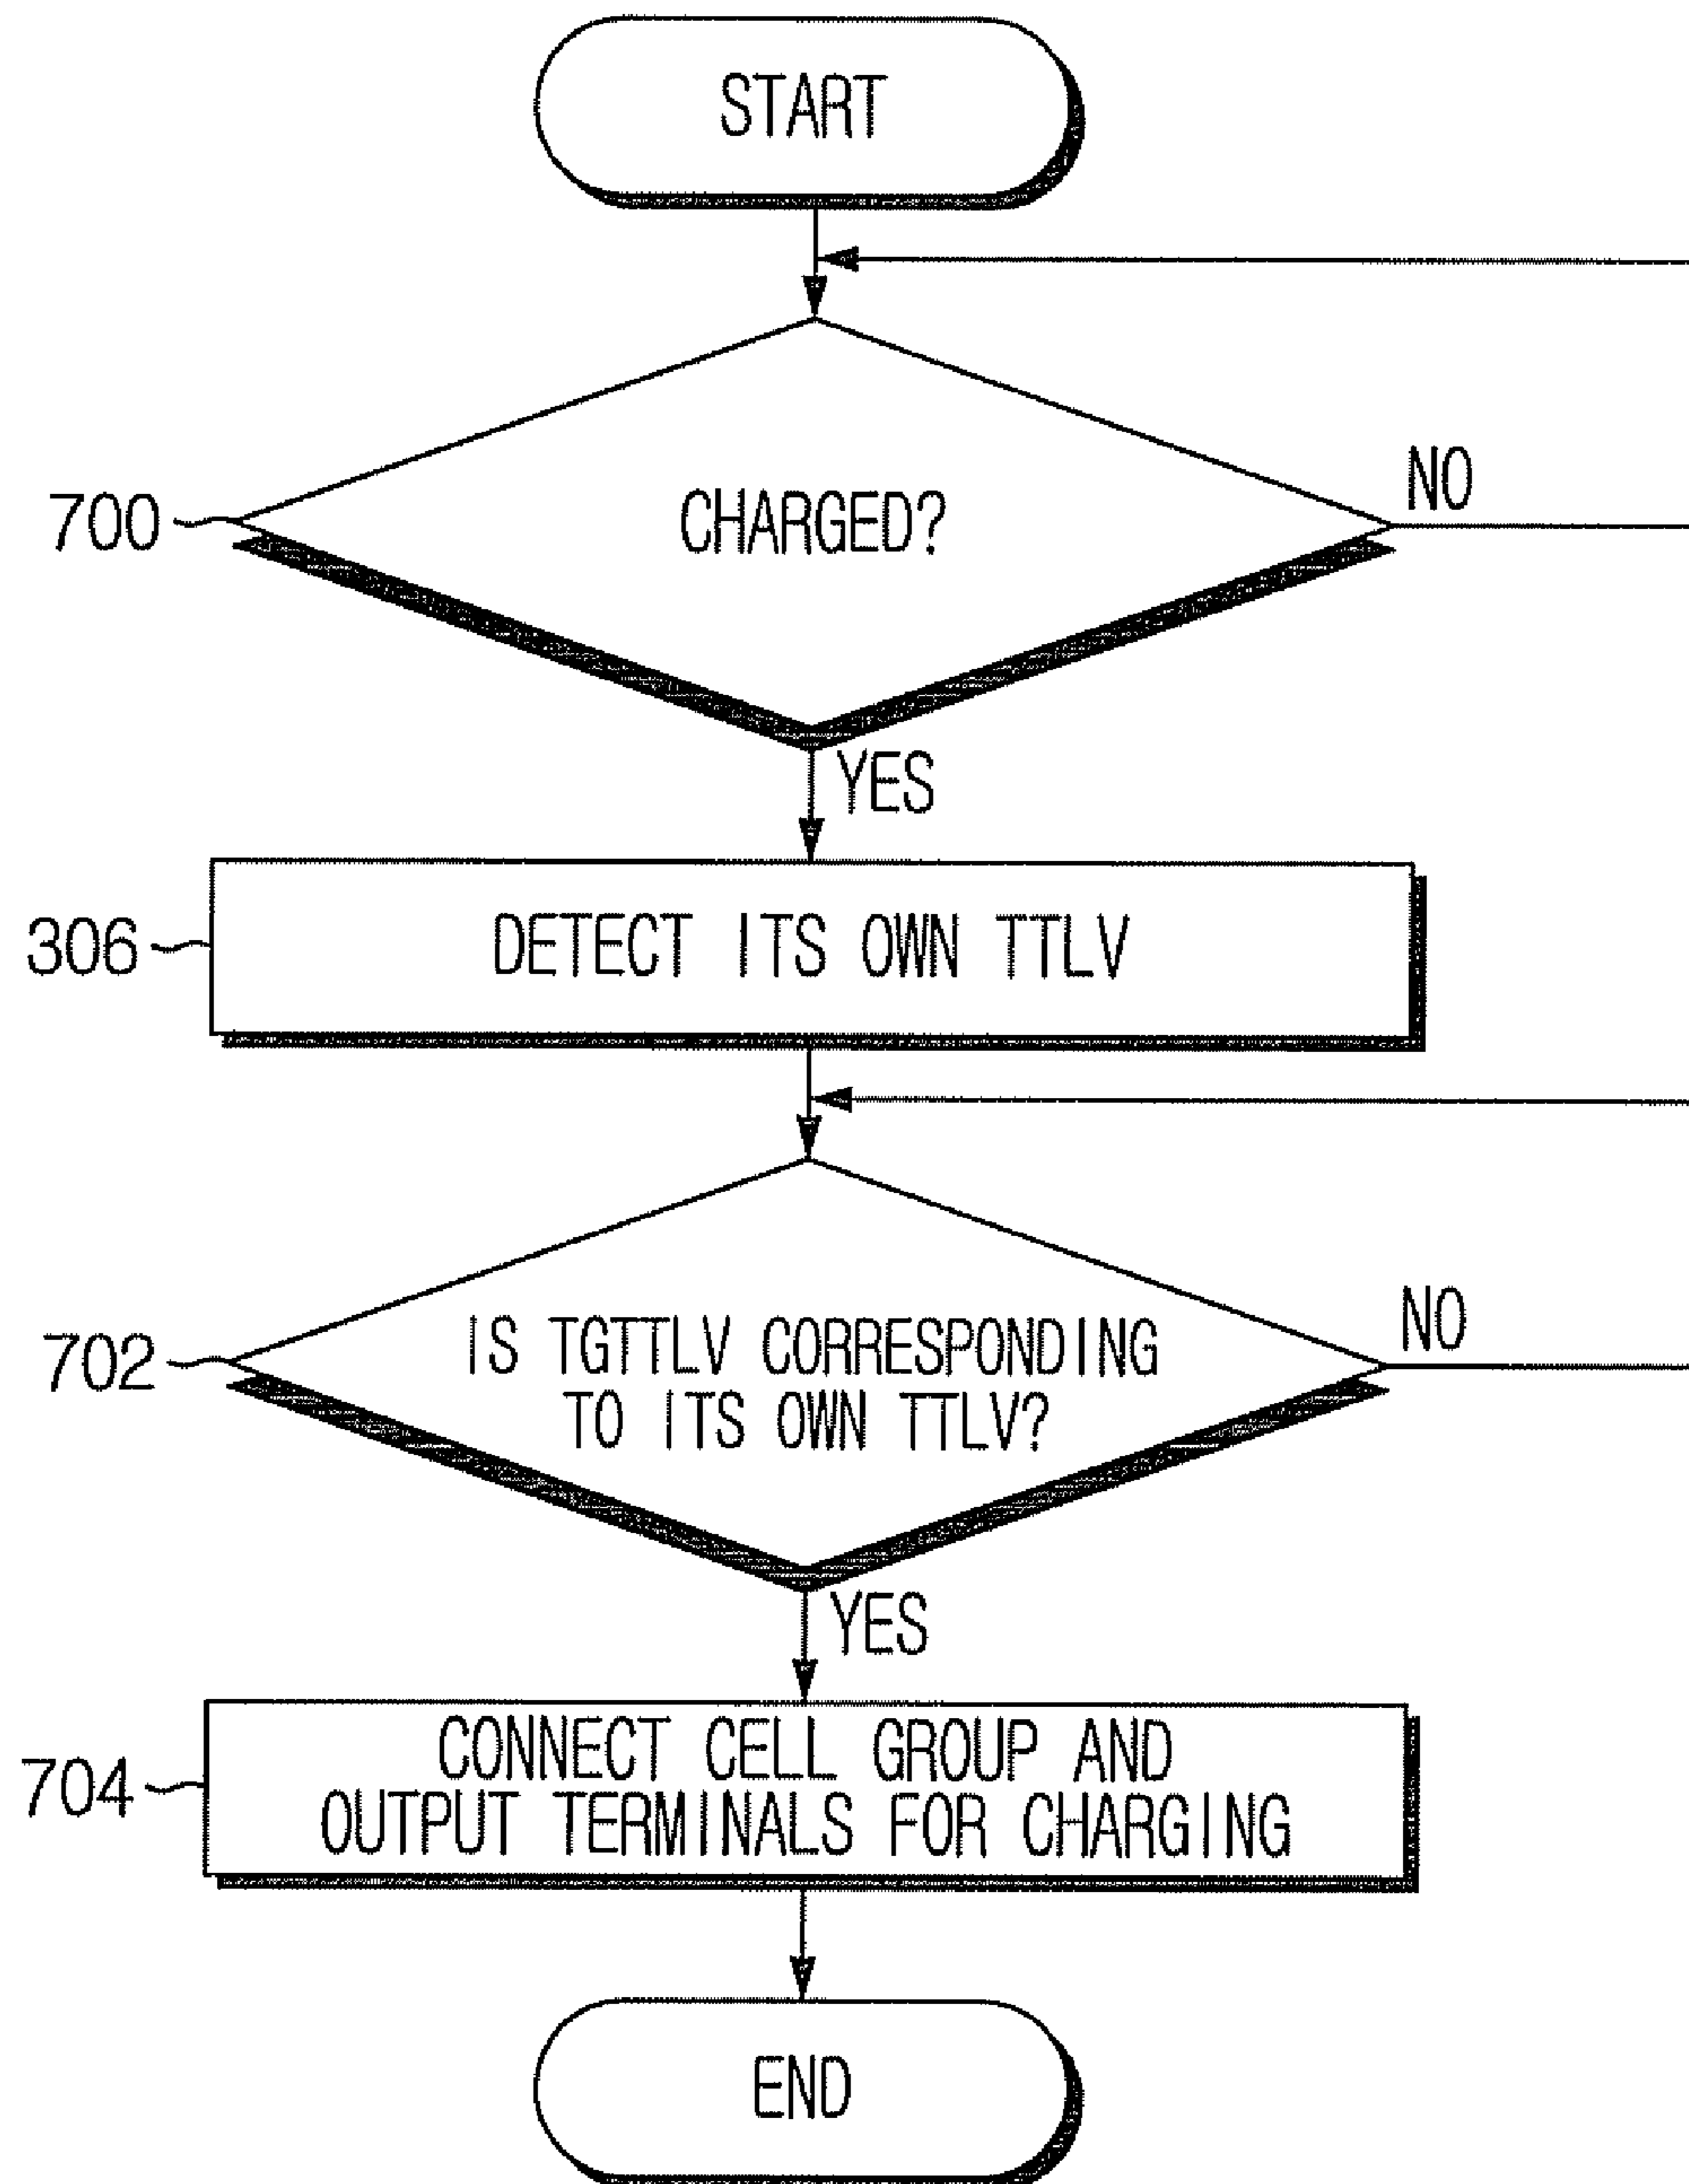 START
700
CHARGED?
NO
YES
306
DETECT ITS OWN TTLV
702
IS TGTTLV CORRESPONDING
TO ITS OWN TTLV?
NO
YES
704
CONNECT CELL GROUP AND
OUTPUT TERMINALS FOR CHARGING
END